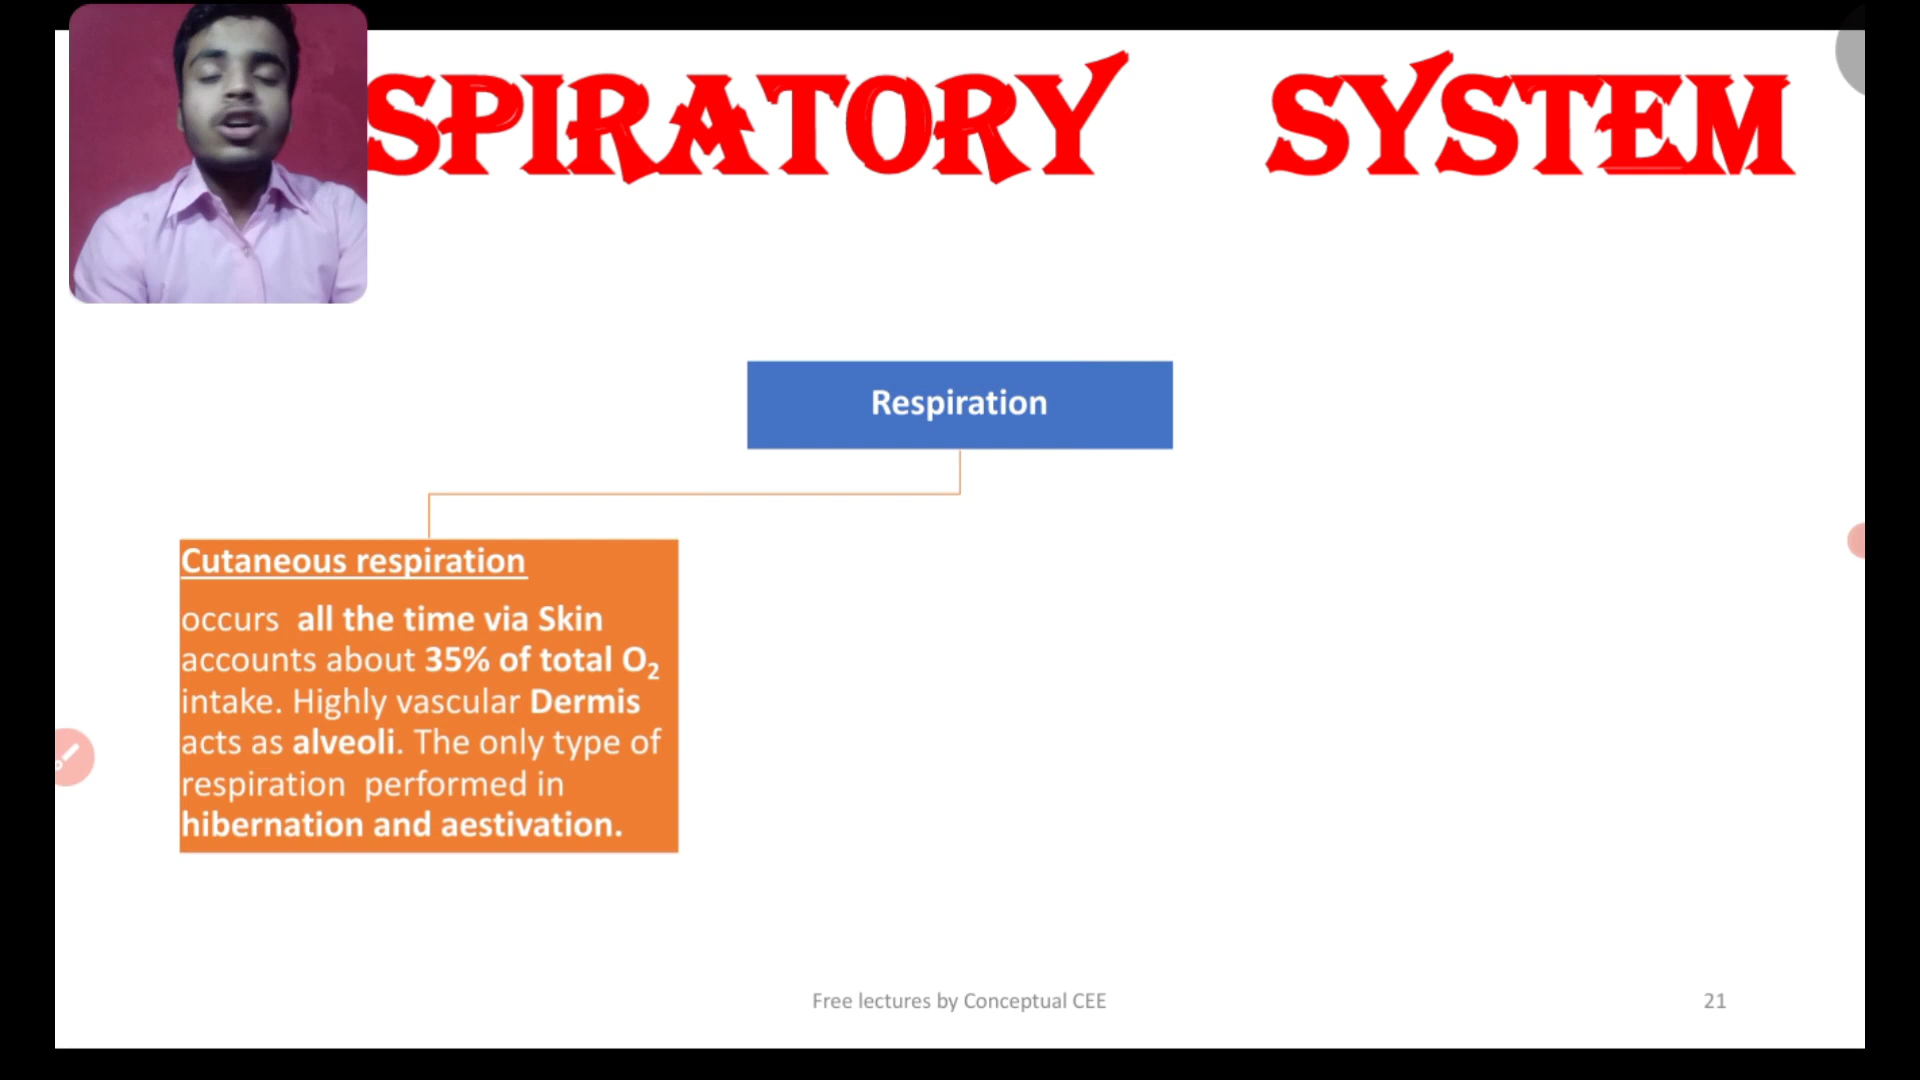 SPIRATORY SYSTEM
Respiration
Cutaneous respiration
occurs all the time via Skin
accounts about 35% of total O₂
intake. Highly vascular Dermis
acts as alveoli. The only type of
respiration performed in
hibernation and aestivation.
Free lectures by Conceptual CEE
21